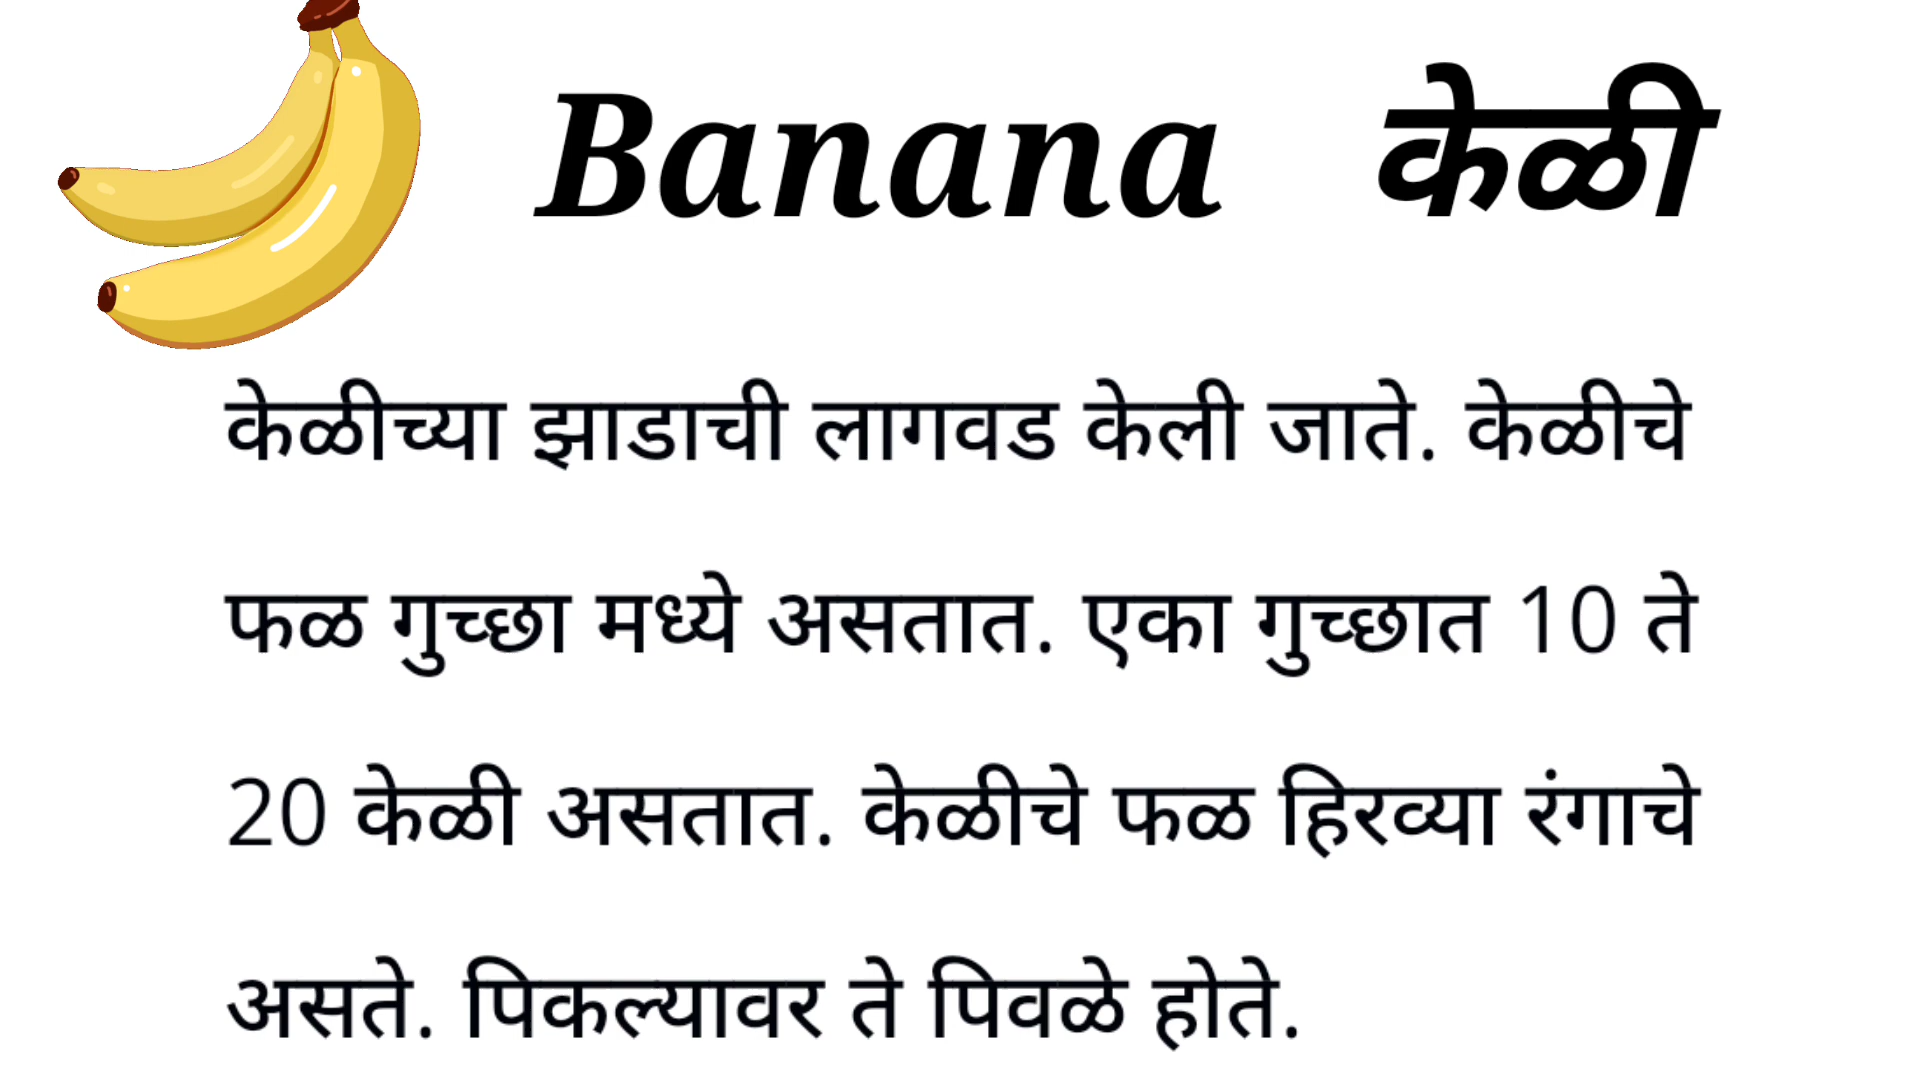 Banana केळी
केळीच्या झाडाची लागवड केली जाते. केळीचे
फळ गुच्छा मध्ये असतात. एका गुच्छात 10 ते
20 केळी असतात. केळीचे फळ हिरव्या रंगाचे
असते. पिकल्यावर ते पिवळे होते.